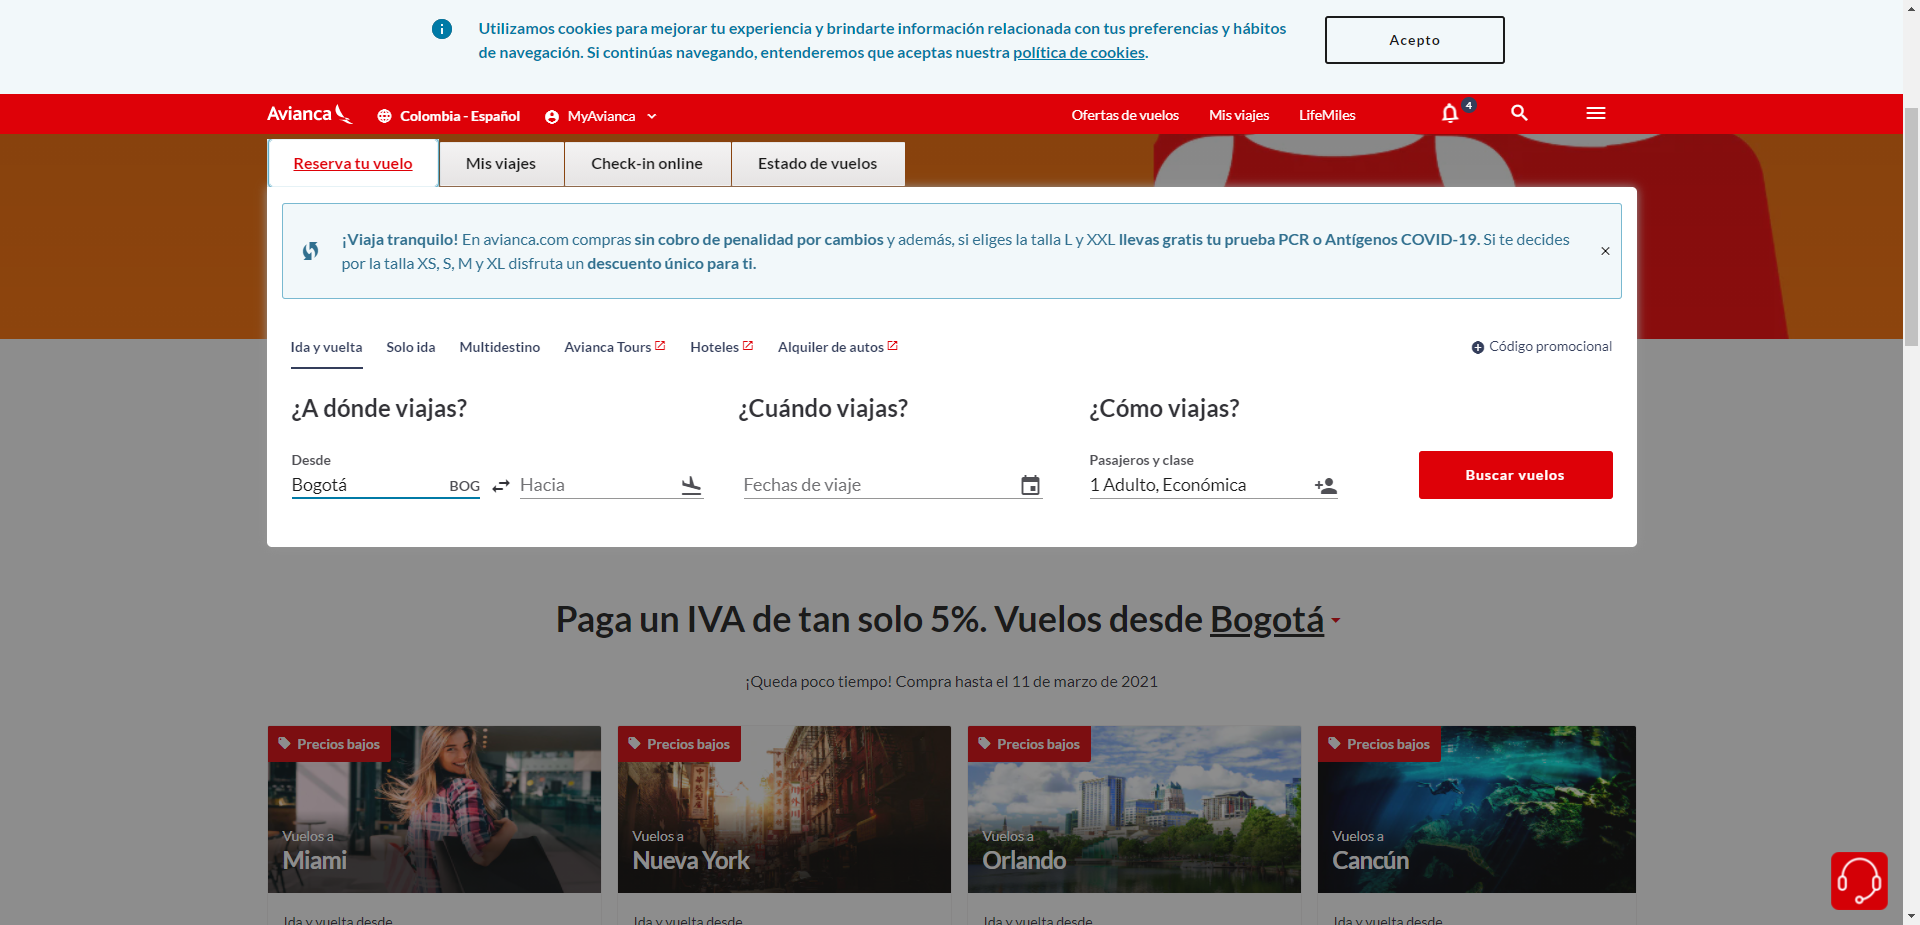 Utilizamos cookies para mejorar tu experiencia y brindarte información relacionada con tus preferencias y hábitos
de navegación. Si continúas navegando, entenderemos que aceptas nuestra política de cookies.
Acepto
Avianca
Colombia - Español
MyAvianca
Ofertas de vuelos
Mis viajes
LifeMiles
4
Reserva tu vuelo
Mis viajes
Check-in online
Estado de vuelos
¡Viaja tranquilo! En avianca.com compras sin cobro de penalidad por cambios y además, si eliges la talla L y XXL llevas gratis tu prueba PCR o Antígenos COVID-19. Si te decides
por la talla XS, S, M y XL disfruta un descuento único para ti.
Ida y vuelta
Solo ida
Multidestino
Avianca Tours
Hoteles
Alquiler de autos
Código promocional
¿A dónde viajas?
¿Cuándo viajas?
¿Cómo viajas?
Desde
Bogotá
BOG
Hacia
Fechas de viaje
Pasajeros y clase
1 Adulto, Económica
Buscar vuelos
Paga un IVA de tan solo 5%. Vuelos desde Bogotá
¡Queda poco tiempo! Compra hasta el 11 de marzo de 2021
Precios bajos
Vuelos a
Miami
Ida y vuelta desde
Precios bajos
Vuelos a
Nueva York
Ida y vuelta desde
Precios bajos
Vuelos a
Orlando
Ida y vuelta desde
Precios bajos
Vuelos a
Cancún
Ida y vuelta desde